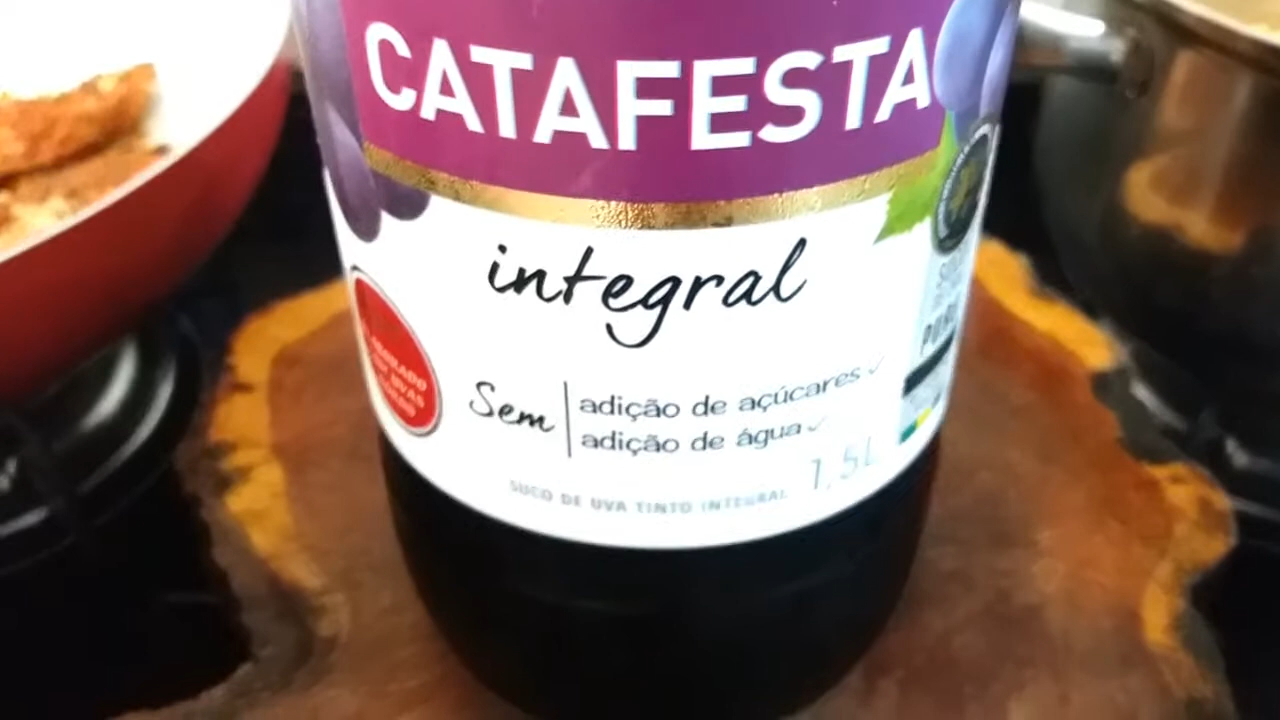 CATAFESTA
integral
Sem
adição de açúcares
adição de água
1,5L
SUCO DE UVA TINTO INTEGRAL